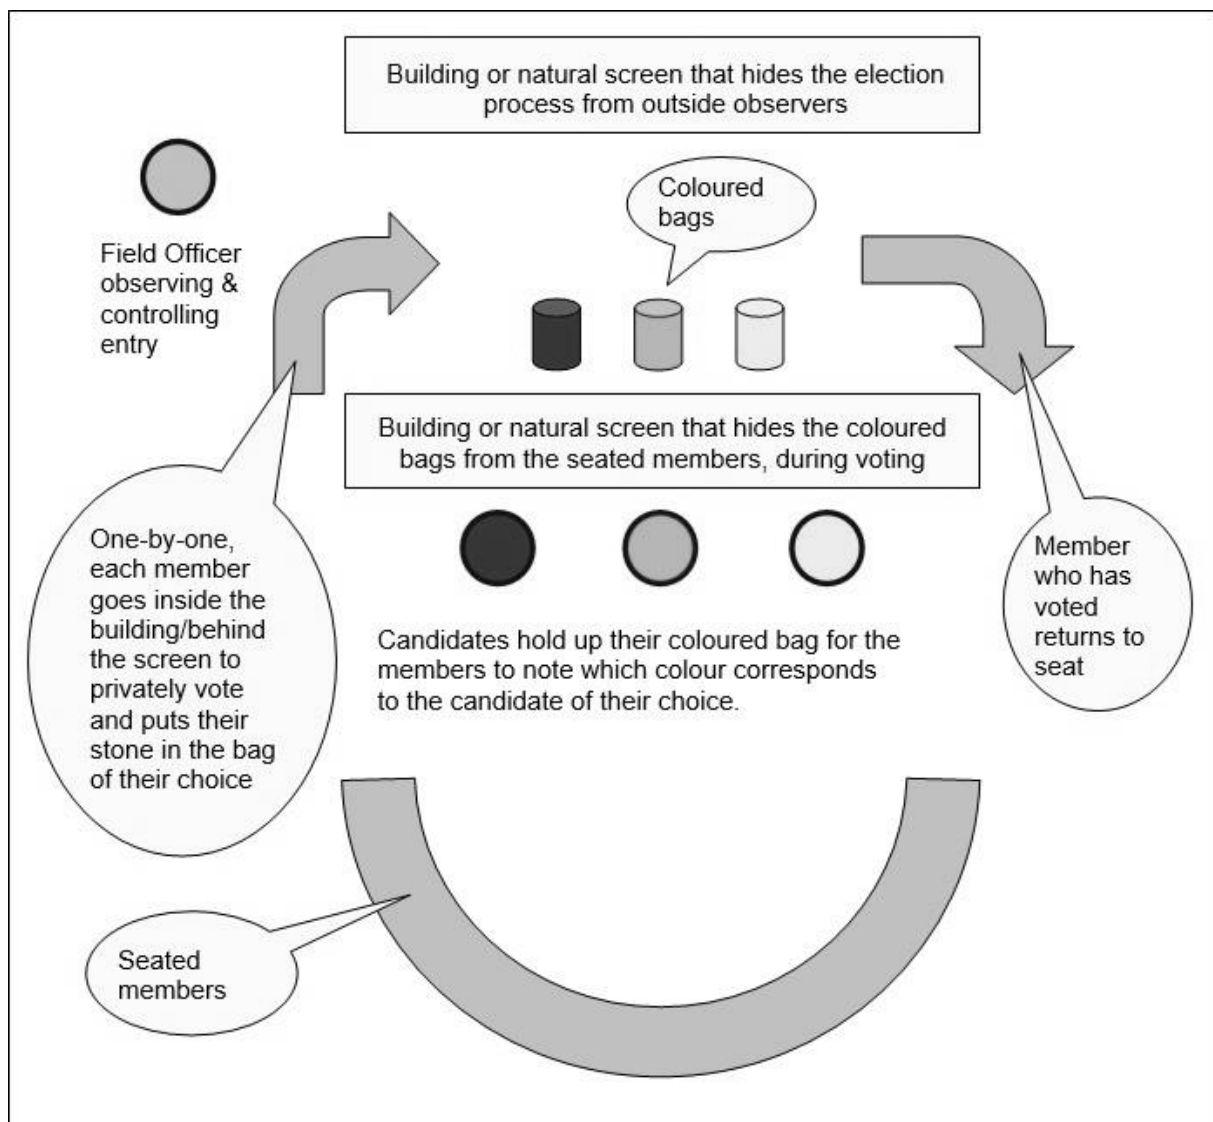 Building or natural screen that hides the election
process from outside observers
Coloured
bags
Field Officer
observing &
controlling
entry
Building or natural screen that hides the coloured
bags from the seated members, during voting
One-by-one,
each member
goes inside the
building/behind
the screen to
privately vote
and puts their
stone in the bag
of their choice
Member
who has
voted
returns to
seat
Candidates hold up their coloured bag for the
members to note which colour corresponds
to the candidate of their choice.
Seated
members